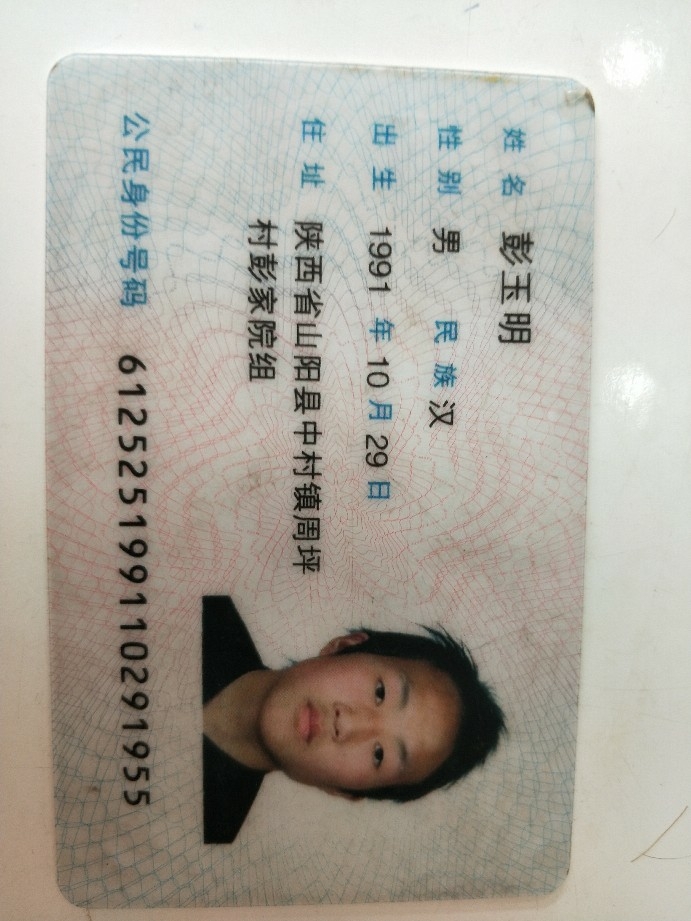 姓名 彭玉明
性别 男 民族 汉
出生 1991 年 10 月 29 日
住址 陕西省山阳县中村镇周坪
村彭家院组
公民身份号码 612525199110291955